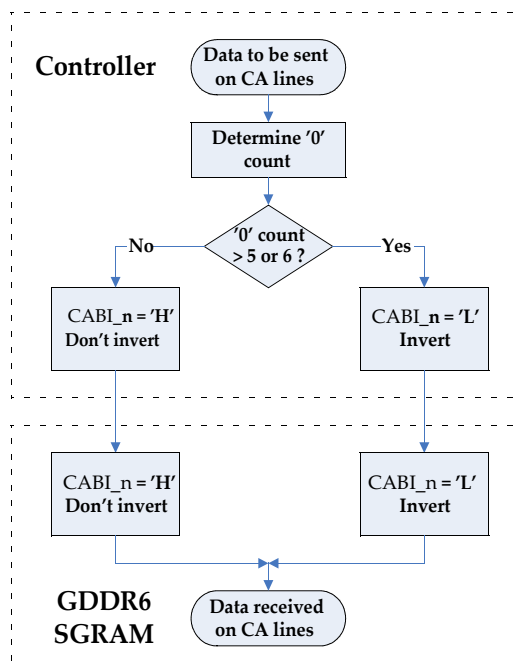 Controller
Data to be sent
on CA lines
Determine '0'
count
'0' count
> 5 or 6 ?
No
Yes
CABI_n = 'H'
Don't invert
CABI_n = 'L'
Invert
CABI_n = 'H'
Don't invert
CABI_n = 'L'
Invert
GDDR6
SGRAM
Data received
on CA lines